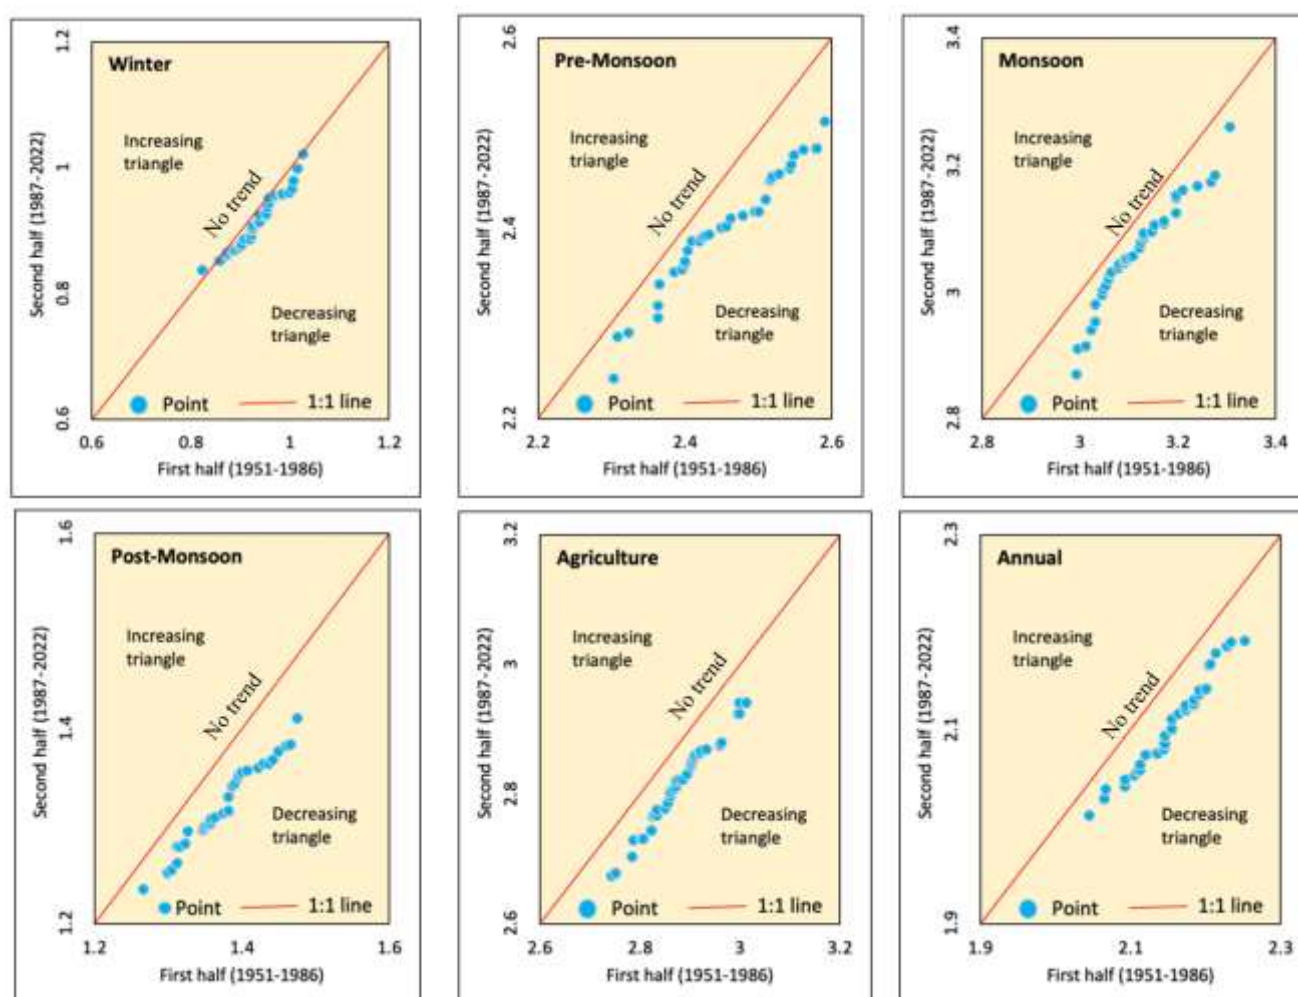 Winter
Increasing
triangle
No trend
Decreasing
triangle
Point
1:1 line
Second half (1987-2022)
1.2
1
0.8
0.6
0.6
0.8
1
1.2
First half (1951-1986)
Pre-Monsoon
Increasing
triangle
No trend
Decreasing
triangle
Point
1:1 line
Second half (1987-2022)
2.6
2.4
2.2
2.2
2.4
2.6
First half (1951-1986)
Monsoon
Increasing
triangle
No trend
Decreasing
triangle
Point
1:1 line
Second half (1987-2022)
3.4
3.2
3
2.8
2.8
3
3.2
3.4
First half (1951-1986)
Post-Monsoon
Increasing
triangle
No trend
Decreasing
triangle
Point
1:1 line
Second half (1987-2022)
1.6
1.4
1.2
1.2
1.4
1.6
First half (1951-1986)
Agriculture
Increasing
triangle
No trend
Decreasing
triangle
Point
1:1 line
Second half (1987-2022)
3.2
3
2.8
2.6
2.6
2.8
3
3.2
First half (1951-1986)
Annual
Increasing
triangle
No trend
Decreasing
triangle
Point
1:1 line
Second half (1987-2022)
2.3
2.1
1.9
1.9
2.1
2.3
First half (1951-1986)